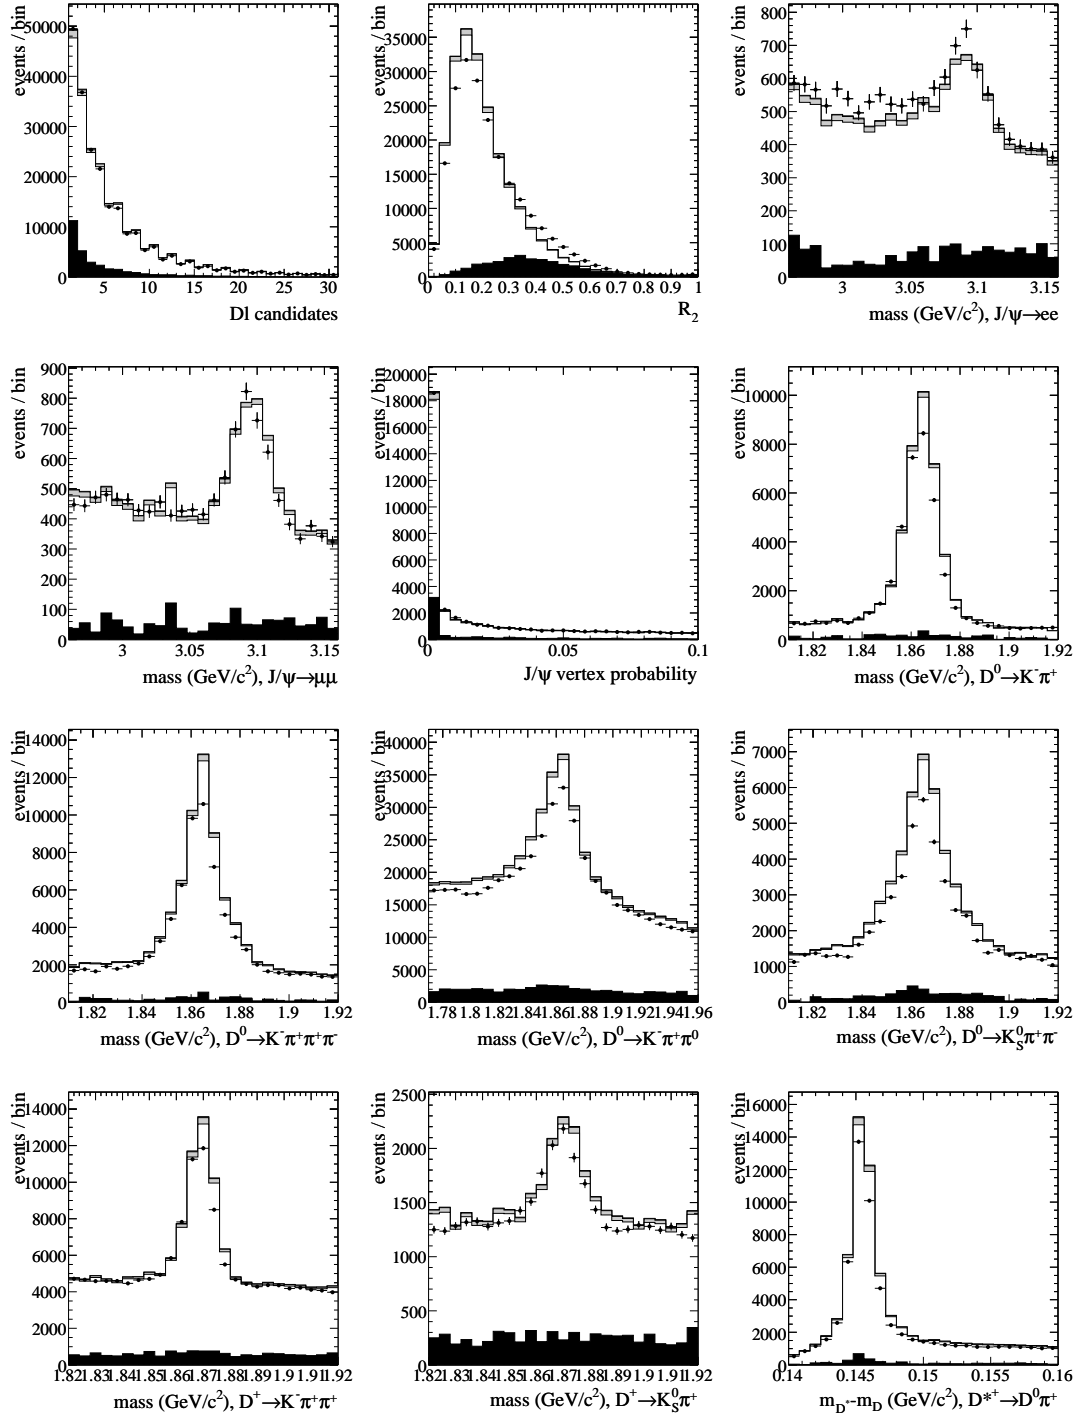 events / bin
50000
40000
30000
20000
10000
0
5 10 15 20 25 30
Dl candidates
events / bin
35000
30000
25000
20000
15000
10000
5000
0
0 0.1 0.2 0.3 0.4 0.5 0.6 0.7 0.8 0.9 1
R₂
events / bin
800
700
600
500
400
300
200
100
0
3 3.05 3.1 3.15
mass (GeV/c²), J/ψ→ee
events / bin
900
800
700
600
500
400
300
200
100
0
3 3.05 3.1 3.15
mass (GeV/c²), J/ψ→μμ
events / bin
20000
18000
16000
14000
12000
10000
8000
6000
4000
2000
0
0 0.05 0.1
J/ψ vertex probability
events / bin
10000
8000
6000
4000
2000
0
1.82 1.84 1.86 1.88 1.9 1.92
mass (GeV/c²), D⁰→K⁻π⁺
events / bin
14000
12000
10000
8000
6000
4000
2000
0
1.82 1.84 1.86 1.88 1.9 1.92
mass (GeV/c²), D⁰→K⁻π⁺π⁺π⁻
events / bin
40000
35000
30000
25000
20000
15000
10000
5000
0
1.78 1.8 1.82 1.84 1.86 1.88 1.9 1.92 1.94 1.96
mass (GeV/c²), D⁰→K⁻π⁺π⁰
events / bin
7000
6000
5000
4000
3000
2000
1000
0
1.82 1.84 1.86 1.88 1.9 1.92
mass (GeV/c²), D⁰→K⁰_Sπ⁺π⁻
events / bin
14000
12000
10000
8000
6000
4000
2000
0
1.82 1.83 1.84 1.85 1.86 1.87 1.88 1.89 1.9 1.91 1.92
mass (GeV/c²), D⁺→K⁻π⁺π⁺
events / bin
2500
2000
1500
1000
500
0
1.82 1.83 1.84 1.85 1.86 1.87 1.88 1.89 1.9 1.91 1.92
mass (GeV/c²), D⁺→K⁰_Sπ⁺
events / bin
16000
14000
12000
10000
8000
6000
4000
2000
0
0.14 0.145 0.15 0.155 0.16
m_D*-m_D (GeV/c²), D*⁺→D⁰π⁺